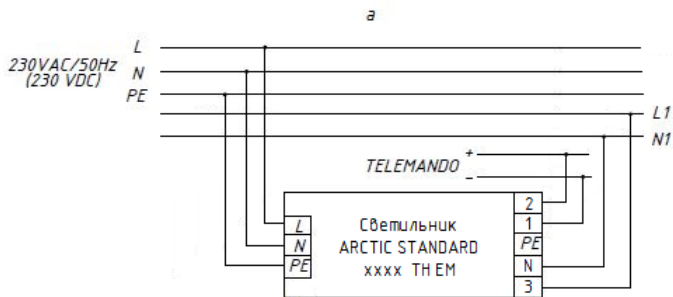 a
L
230VAC/50Hz
(230 VDC)
N
PE
L1
N1
TELEMANDO
+
–
L
N
PE
Светильник
ARCTIC STANDARD
xxxx TH EM
2
1
PE
N
3